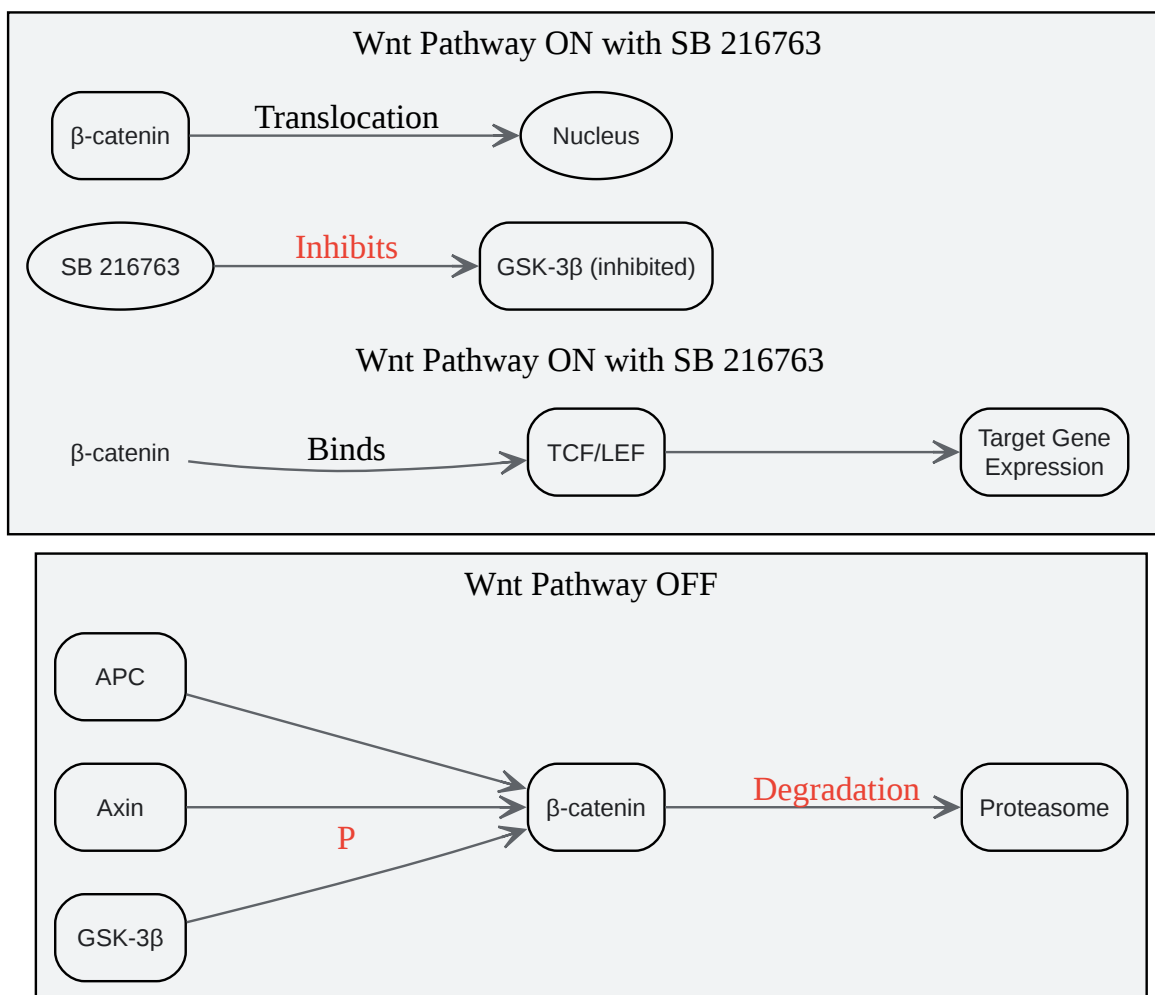 Wnt Pathway ON with SB 216763
β-catenin
Translocation
Nucleus
SB 216763
Inhibits
GSK-3β (inhibited)
Wnt Pathway ON with SB 216763
β-catenin
Binds
TCF/LEF
Target Gene
Expression
Wnt Pathway OFF
APC
Axin
P
GSK-3β
β-catenin
Degradation
Proteasome